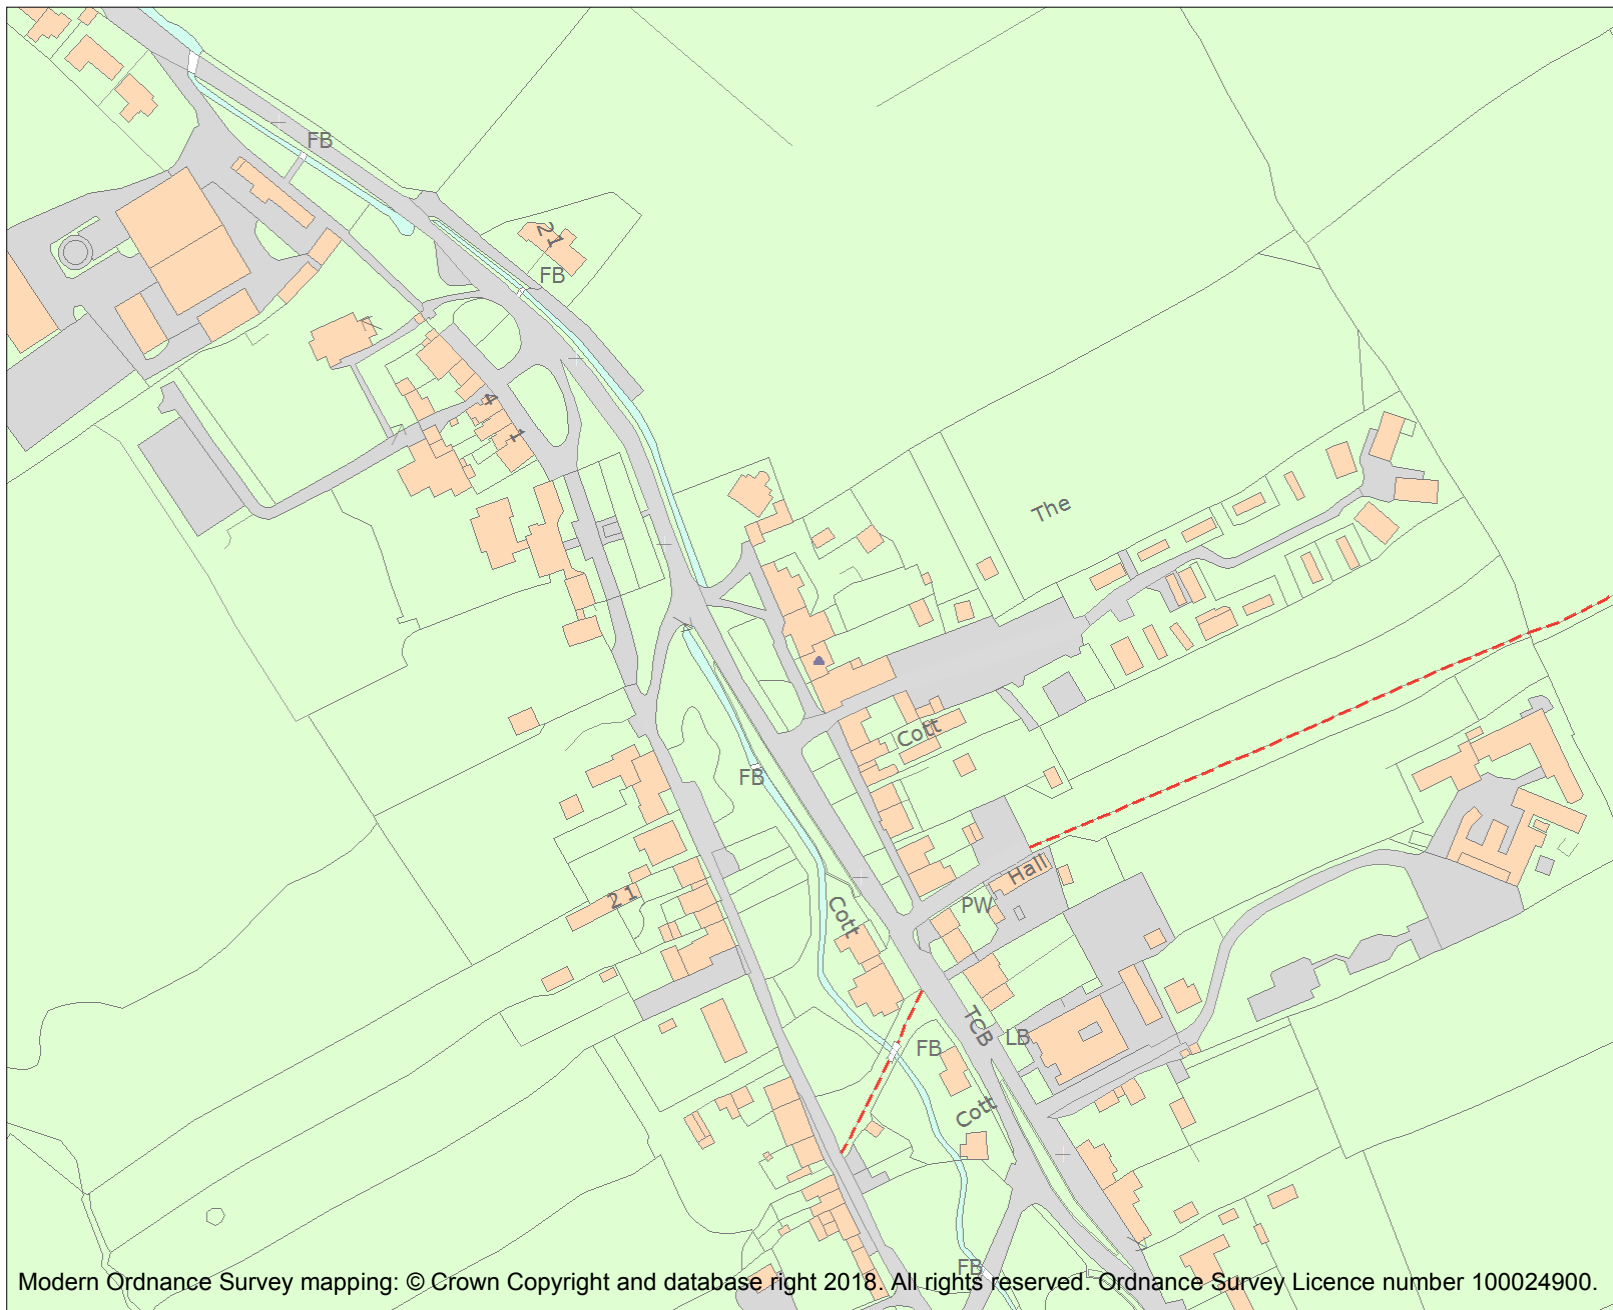 FB
21
FB
4
1
The
Cott
FB
Hall
21
PW
Cott
TCB
LB
FB
Cott
FB
Modern Ordnance Survey mapping: © Crown Copyright and database right 2018. All rights reserved. Ordnance Survey Licence number 100024900.